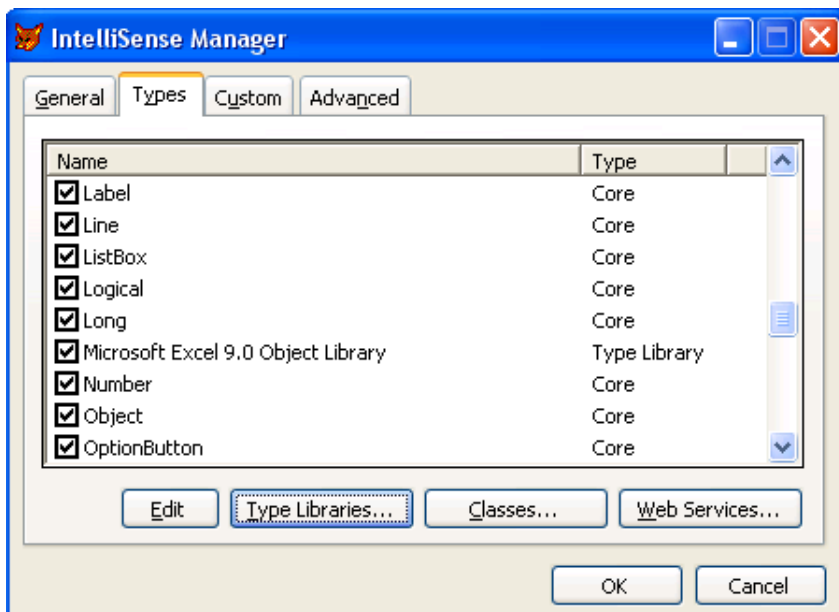 IntelliSense Manager
General Types Custom Advanced
Name Type
Label Core
Line Core
ListBox Core
Logical Core
Long Core
Microsoft Excel 9.0 Object Library Type Library
Number Core
Object Core
OptionButton Core
Edit Type Libraries... Classes... Web Services...
OK Cancel